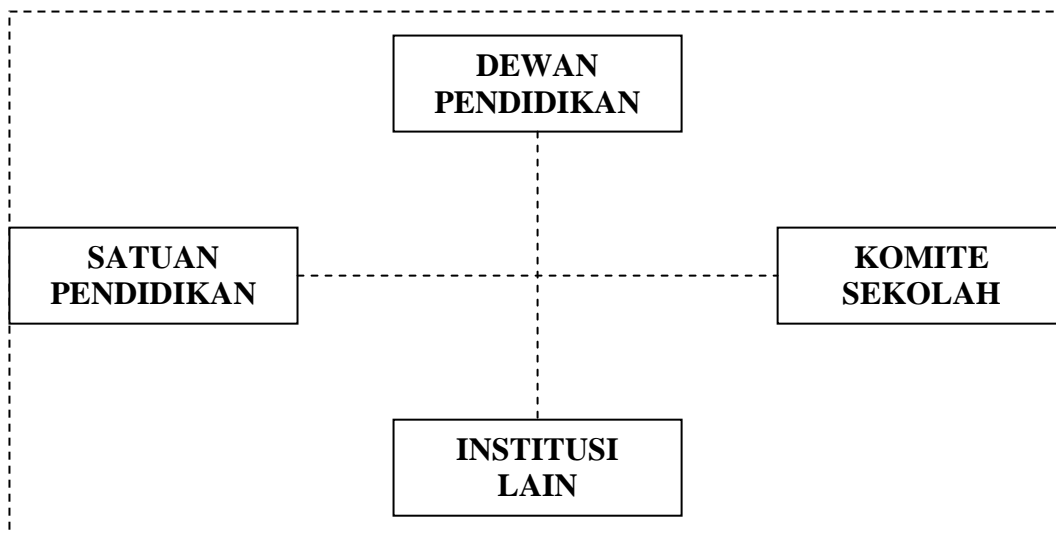 DEWAN
PENDIDIKAN
SATUAN
PENDIDIKAN
KOMITE
SEKOLAH
INSTITUSI
LAIN